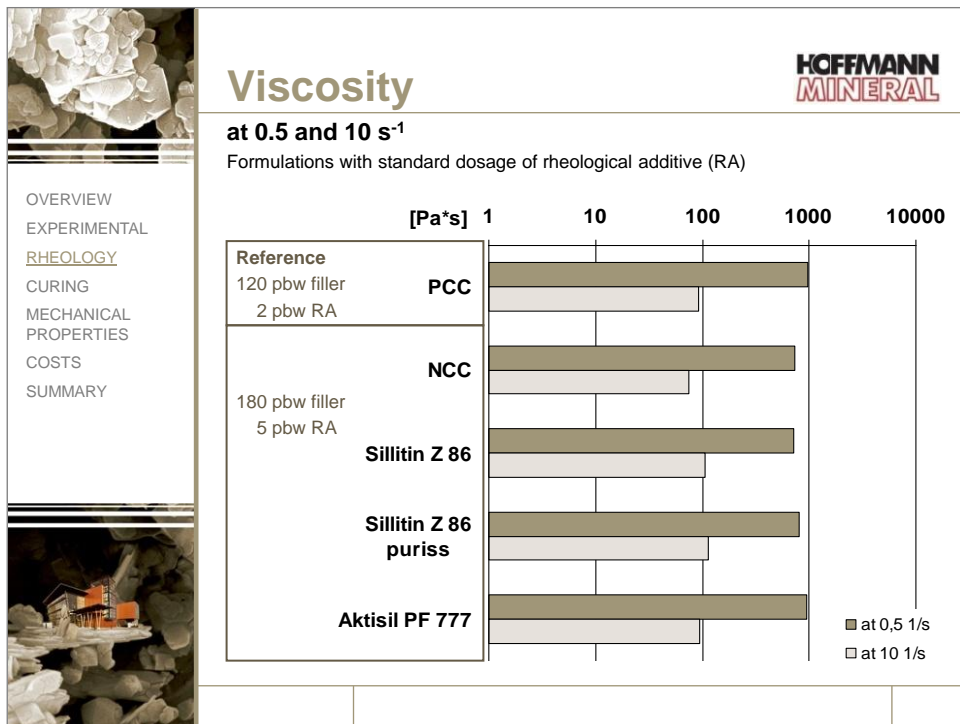 Viscosity
HOFFMANN
MINERAL
at 0.5 and 10 s-1
Formulations with standard dosage of rheological additive (RA)
OVERVIEW
EXPERIMENTAL
RHEOLOGY
CURING
MECHANICAL
PROPERTIES
COSTS
SUMMARY
[Pa*s] 1 10 100 1000 10000
Reference
120 pbw filler
2 pbw RA
PCC
NCC
180 pbw filler
5 pbw RA
Sillitin Z 86
Sillitin Z 86
puriss
Aktisil PF 777
at 0,5 1/s
at 10 1/s